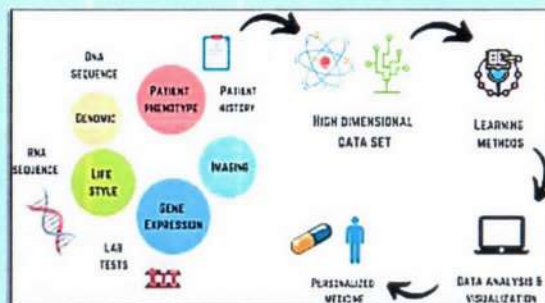 DNA
SEQUENCE
PATIENT
PHENOTYPE
PATIENT
HISTORY
GENOMIC
RNA
SEQUENCE
LIFE
STYLE
IMAGING
GENE
EXPRESSION
LAB
TESTS
HIGH DIMENSIONAL
DATA SET
LEARNING
METHODS
DATA ANALYSIS &
VISUALIZATION
PERSONALIZED
MEDICINE